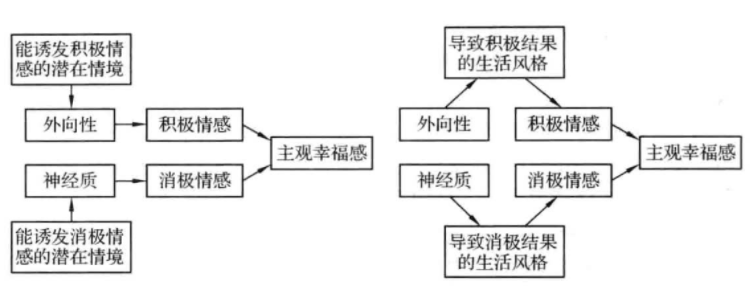 能诱发积极情
感的潜在情境
外向性
积极情感
主观幸福感
神经质
消极情感
能诱发消极情
感的潜在情境
导致积极结果
的生活风格
外向性
积极情感
主观幸福感
神经质
消极情感
导致消极结果
的生活风格